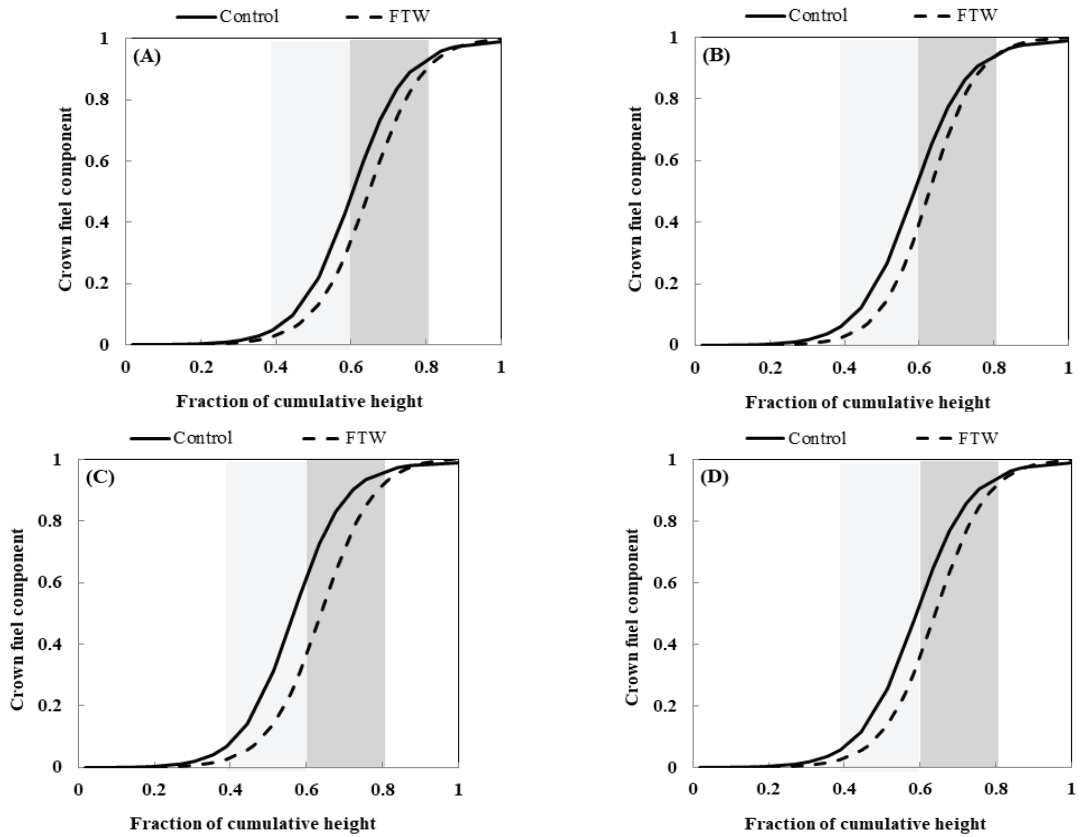 Control FTW
(A)
1
0.8
0.6
0.4
0.2
0
Crown fuel component
0 0.2 0.4 0.6 0.8 1
Fraction of cumulative height
Control FTW
(B)
1
0.8
0.6
0.4
0.2
0
Crown fuel component
0 0.2 0.4 0.6 0.8 1
Fraction of cumulative height
Control FTW
(C)
1
0.8
0.6
0.4
0.2
0
Crown fuel component
0 0.2 0.4 0.6 0.8 1
Fraction of cumulative height
Control FTW
(D)
1
0.8
0.6
0.4
0.2
0
Crown fuel component
0 0.2 0.4 0.6 0.8 1
Fraction of cumulative height